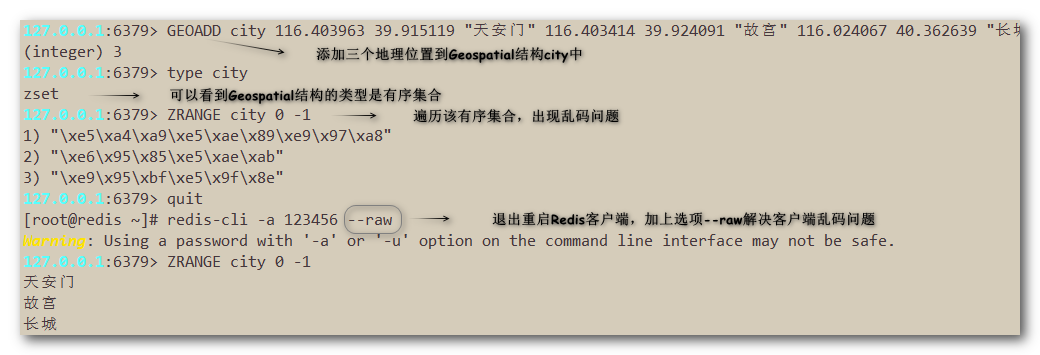 127.0.0.1:6379> GEOADD city 116.403963 39.915119 "天安门" 116.403414 39.924091 "故宫" 116.024067 40.362639 "长城
(integer) 3
添加三个地理位置到Geospatial结构city中
127.0.0.1:6379> type city
zset
可以看到Geospatial结构的类型是有序集合
127.0.0.1:6379> ZRANGE city 0 -1
遍历该有序集合，出现乱码问题
1) "\xe5\xa4\xa9\xe5\xae\x89\xe9\x97\xa8"
2) "\xe6\x95\x85\xe5\xae\xab"
3) "\xe9\x95\xbf\xe5\x9f\x8e"
127.0.0.1:6379> quit
[root@redis ~]# redis-cli -a 123456 --raw
退出重启Redis客户端，加上选项--raw解决客户端乱码问题
Warning: Using a password with '-a' or '-u' option on the command line interface may not be safe.
127.0.0.1:6379> ZRANGE city 0 -1
天安门
故宫
长城